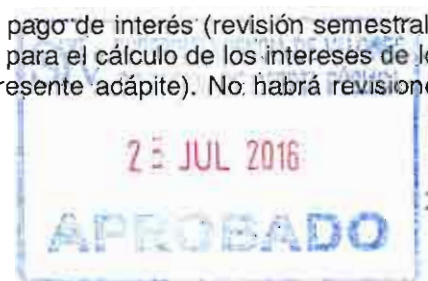 pago de interés (revisión semestral
para el cálculo de los intereses de lo
resente acápite). No habrá revisione
JUL 2016
APROBADO